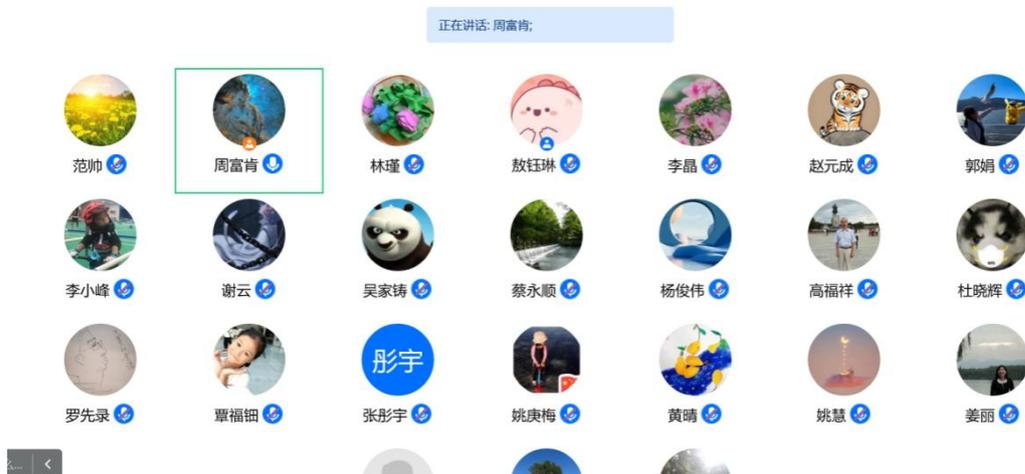 正在讲话: 周富肯;
范帅 周富肯 林瑾 敖钰琳 李晶 赵元成 郭娟
李小峰 谢云 吴家铸 蔡永顺 杨俊伟 高福祥 杜晓辉
彤宇
罗先录 覃福钿 张彤宇 姚庚梅 黄晴 姚慧 姜丽